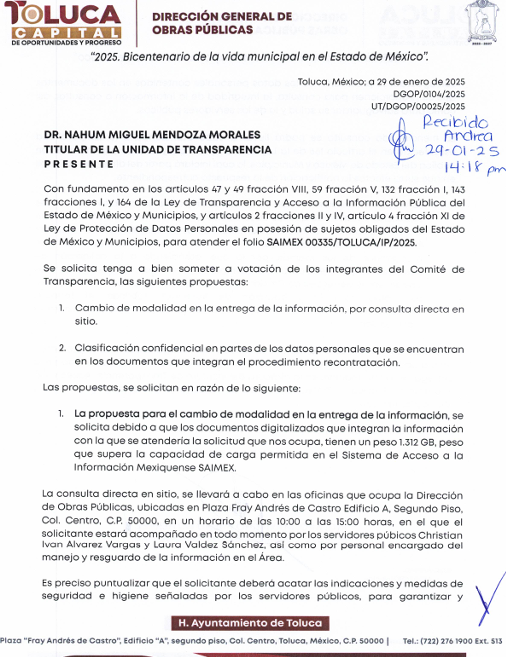 TOLUCA
CAPITAL
DE OPORTUNIDADES Y PROGRESO
DIRECCIÓN GENERAL DE
OBRAS PÚBLICAS
"2025. Bicentenario de la vida municipal en el Estado de México".
Toluca, México; a 29 de enero de 2025
DGOP/0104/2025
UT/DGOP/00025/2025
Recibido
Andrea
29-01-25
14:18 pm
DR. NAHUM MIGUEL MENDOZA MORALES
TITULAR DE LA UNIDAD DE TRANSPARENCIA
P R E S E N T E
Con fundamento en los artículos 47 y 49 fracción VIII, 59 fracción V, 132 fracción I, 143
fracciones I, y 164 de la Ley de Transparencia y Acceso a la Información Pública del
Estado de México y Municipios, y artículos 2 fracciones II y IV, artículo 4 fracción XI de
Ley de Protección de Datos Personales en posesión de sujetos obligados del Estado
de México y Municipios, para atender el folio SAIMEX 00335/TOLUCA/IP/2025.
Se solicita tenga a bien someter a votación de los integrantes del Comité de
Transparencia, las siguientes propuestas:
1. Cambio de modalidad en la entrega de la información, por consulta directa en
sitio.
2. Clasificación confidencial en partes de los datos personales que se encuentran
en los documentos que integran el procedimiento recontratación.
Las propuestas, se solicitan en razón de lo siguiente:
1. La propuesta para el cambio de modalidad en la entrega de la información, se
solicita debido a que los documentos digitalizados que integran la información
con la que se atendería la solicitud que nos ocupa, tienen un peso 1.312 GB, peso
que supera la capacidad de carga permitida en el Sistema de Acceso a la
Información Mexiquense SAIMEX.
La consulta directa en sitio, se llevará a cabo en las oficinas que ocupa la Dirección
de Obras Públicas, ubicadas en Plaza Fray Andrés de Castro Edificio A, Segundo Piso,
Col. Centro, C.P. 50000, en un horario de las 10:00 a las 15:00 horas, en el que el
solicitante estará acompañado en todo momento por los servidores púbicos Christian
Ivan Alvarez Vargas y Laura Valdez Sánchez, así como por personal encargado del
manejo y resguardo de la información en el Área.
Es preciso puntualizar que el solicitante deberá acatar las indicaciones y medidas de
seguridad e higiene señaladas por los servidores públicos, para garantizar y
H. Ayuntamiento de Toluca
Plaza "Fray Andrés de Castro", Edificio "A", segundo piso, Col. Centro, Toluca, México, C.P. 50000 | Tel.: (722) 276 1900 Ext. 513